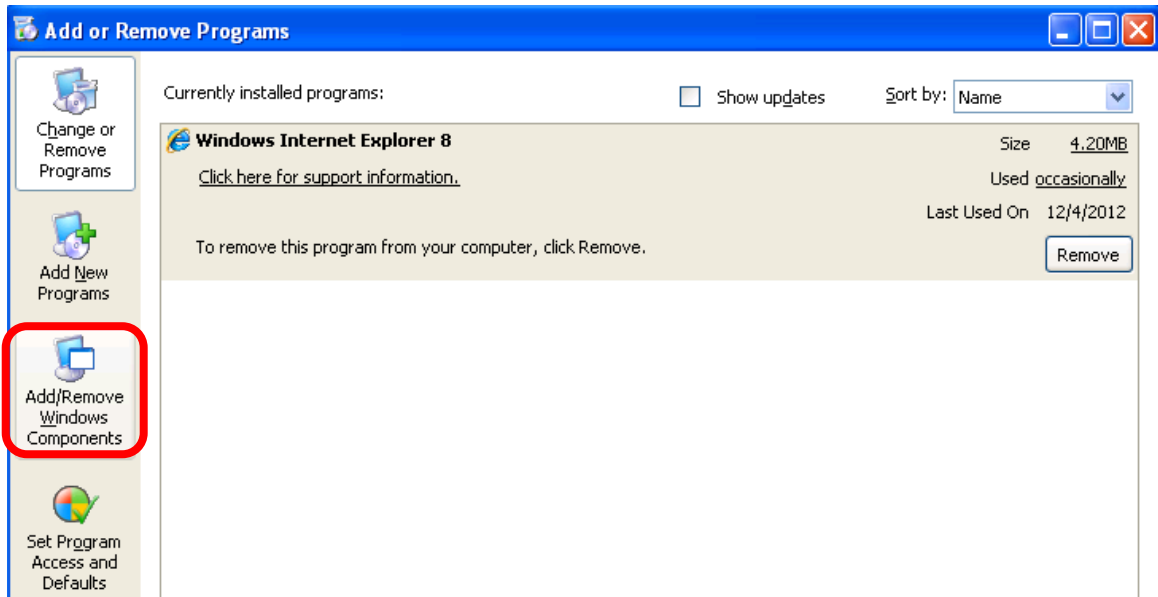 Add or Remove Programs
Change or
Remove
Programs
Add New
Programs
Add/Remove
Windows
Components
Set Program
Access and
Defaults
Currently installed programs:
Show updates
Sort by: Name
Windows Internet Explorer 8
Size 4.20MB
Click here for support information.
Used occasionally
Last Used On 12/4/2012
To remove this program from your computer, click Remove.
Remove